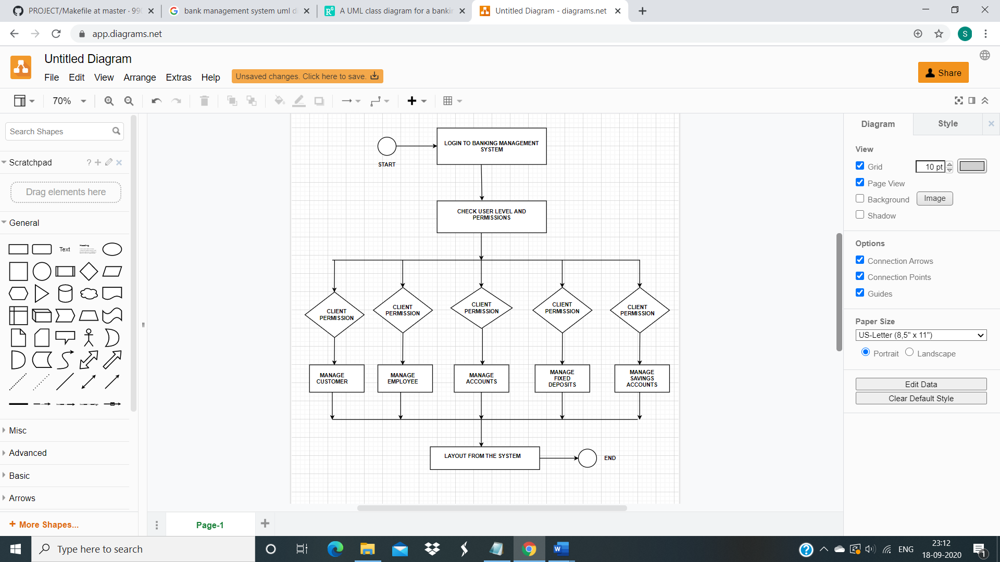 PROJECT/Makefile at master · 990
bank management system uml di
A UML class diagram for a bankin
Untitled Diagram - diagrams.net
app.diagrams.net
S
Untitled Diagram
File Edit View Arrange Extras Help
Unsaved changes. Click here to save.
Share
70%
Search Shapes
Scratchpad
?
Drag elements here
General
Text
Heading
Misc
Advanced
Basic
Arrows
+ More Shapes...
START
LOGIN TO BANKING MANAGEMENT
SYSTEM
CHECK USER LEVEL AND
PERMISSIONS
CLIENT
PERMISSION
CLIENT
PERMISSION
CLIENT
PERMISSION
CLIENT
PERMISSION
CLIENT
PERMISSION
MANAGE
CUSTOMER
MANAGE
EMPLOYEE
MANAGE
ACCOUNTS
MANAGE
FIXED
DEPOSITS
MANAGE
SAVINGS
ACCOUNTS
LAYOUT FROM THE SYSTEM
END
Page-1
Diagram
Style
View
Grid
10 pt
Page View
Background
Image
Shadow
Options
Connection Arrows
Connection Points
Guides
Paper Size
US-Letter (8,5" x 11")
Portrait
Landscape
Edit Data
Clear Default Style
Type here to search
ENG
23:12
18-09-2020
1